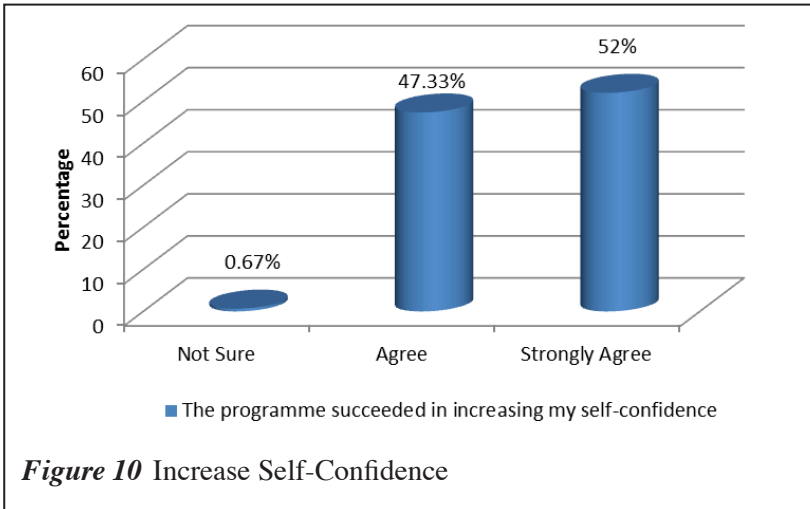 52%
47.33%
0.67%
60
50
40
30
20
10
0
Percentage
Not Sure Agree Strongly Agree
The programme succeeded in increasing my self-confidence
Figure 10 Increase Self-Confidence